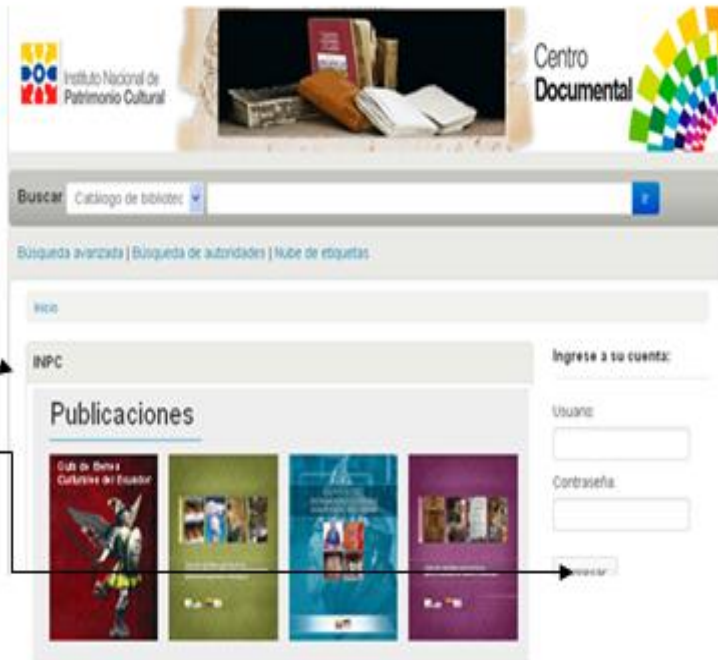 Instituto Nacional de
Patrimonio Cultural
Centro
Documental
Buscar Catálogo de bibliotec
Búsqueda avanzada | Búsqueda de autoridades | Nube de etiquetas
Inicio
INPC
Ingrese a su cuenta:
Publicaciones
Usuario:
Contraseña:
Guía de Bienes
Culturales del Ecuador